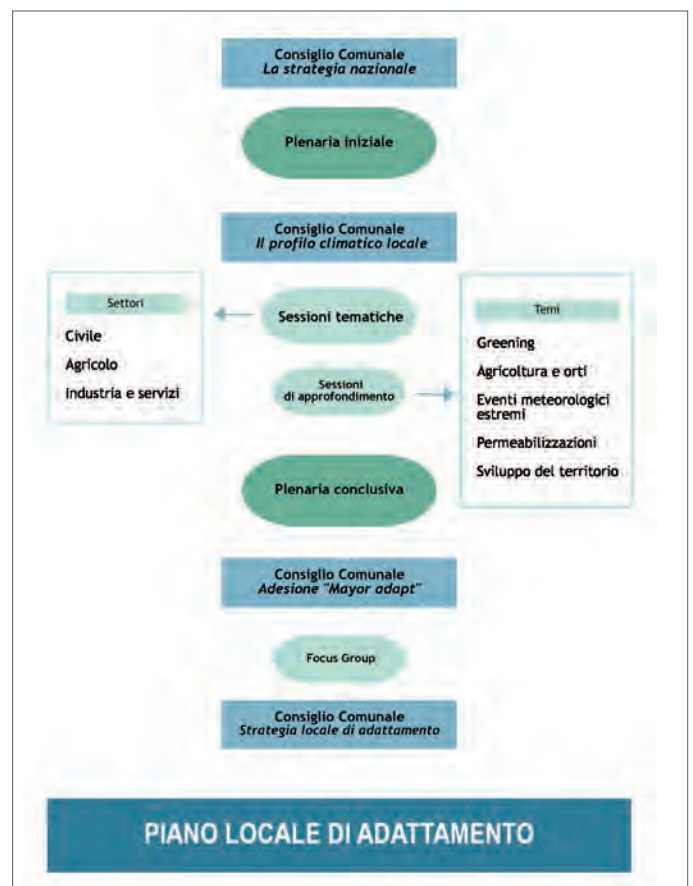 Consiglio Comunale
La strategia nazionale
Plenaria iniziale
Consiglio Comunale
Il profilo climatico locale
Settori
Civile
Agricolo
Industria e servizi
Sessioni tematiche
Sessioni
di approfondimento
Temi
Greening
Agricoltura e orti
Eventi meteorologici
estremi
Permeabilizzazioni
Sviluppo del territorio
Plenaria conclusiva
Consiglio Comunale
Adesione "Mayor adapt"
Focus Group
Consiglio Comunale
Strategia locale di adattamento
PIANO LOCALE DI ADATTAMENTO